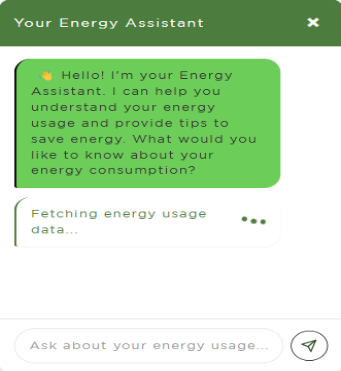 Your Energy Assistant
👋 Hello! I'm your Energy
Assistant. I can help you
understand your energy
usage and provide tips to
save energy. What would you
like to know about your
energy consumption?
Fetching energy usage
data...
Ask about your energy usage...